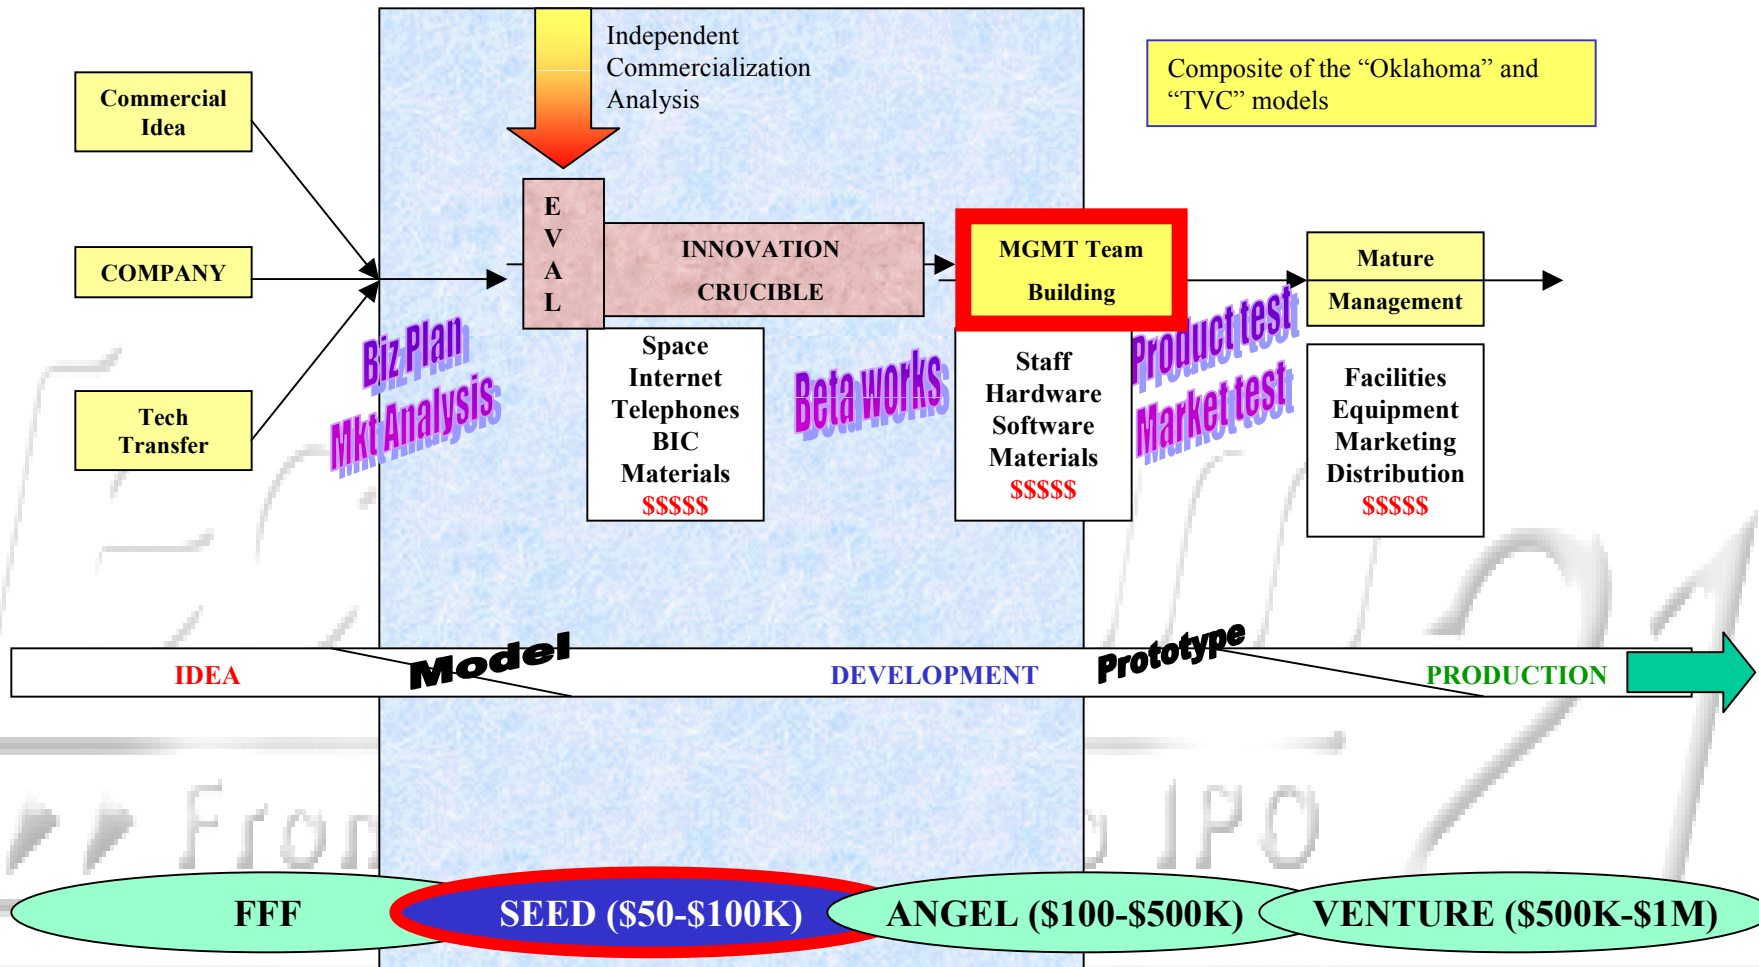 Independent
Commercialization
Analysis
Composite of the “Oklahoma” and
“TVC” models
Commercial
Idea
COMPANY
Tech
Transfer
E
V
A
L
INNOVATION
CRUCIBLE
MGMT Team
Building
Mature
Management
Biz Plan
Mkt Analysis
Space
Internet
Telephones
BIC
Materials
$$$$$
Beta works
Staff
Hardware
Software
Materials
$$$$$
Product test
Market test
Facilities
Equipment
Marketing
Distribution
$$$$$
IDEA
Model
DEVELOPMENT
Prototype
PRODUCTION
21
IPO
FFF
SEED ($50-$100K)
ANGEL ($100-$500K)
VENTURE ($500K-$1M)